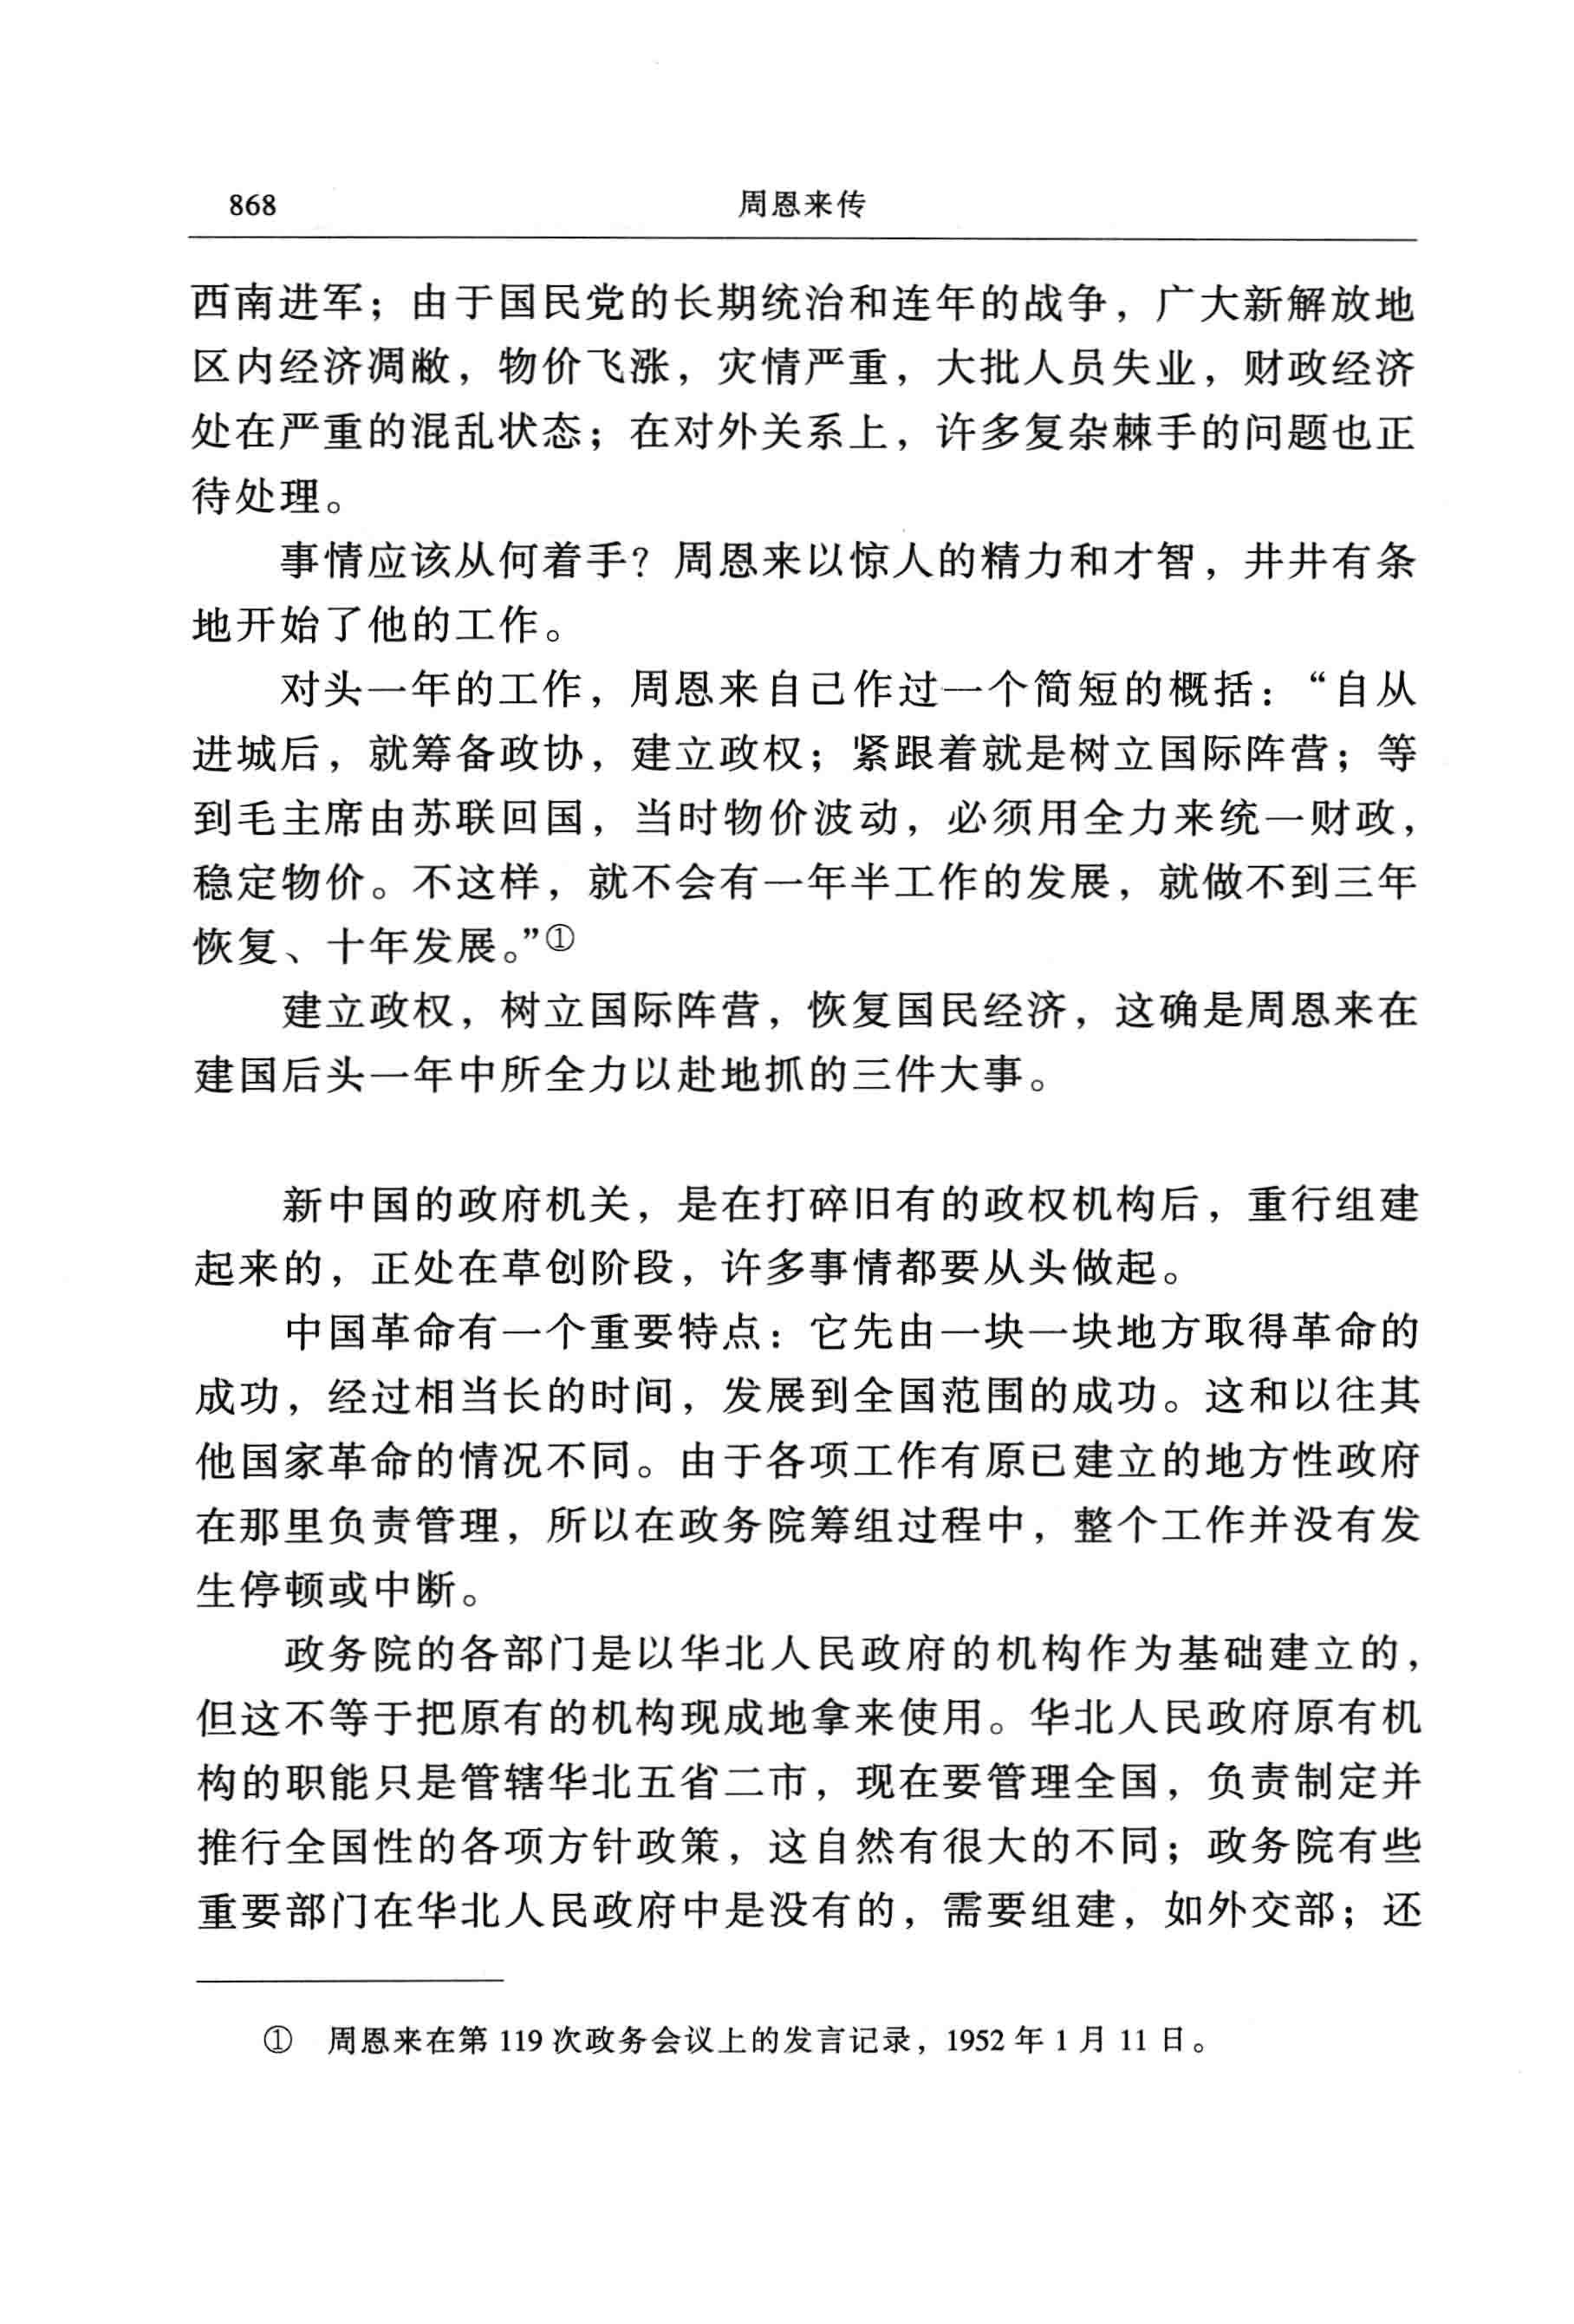 868 周恩来传
西南进军；由于国民党的长期统治和连年的战争，广大新解放地
区内经济凋敝，物价飞涨，灾情严重，大批人员失业，财政经济
处在严重的混乱状态；在对外关系上，许多复杂棘手的问题也正
待处理。
事情应该从何着手？周恩来以惊人的精力和才智，井井有条
地开始了他的工作。
对头一年的工作，周恩来自己作过一个简短的概括：“自从
进城后，就筹备政协，建立政权；紧跟着就是树立国际阵营；等
到毛主席由苏联回国，当时物价波动，必须用全力来统一财政，
稳定物价。不这样，就不会有一年半工作的发展，就做不到三年
恢复、十年发展。”①
建立政权，树立国际阵营，恢复国民经济，这确是周恩来在
建国后头一年中所全力以赴地抓的三件大事。
新中国的政府机关，是在打碎旧有的政权机构后，重行组建
起来的，正处在草创阶段，许多事情都要从头做起。
中国革命有一个重要特点：它先由一块一块地方取得革命的
成功，经过相当长的时间，发展到全国范围的成功。这和以往其
他国家革命的情况不同。由于各项工作有原已建立的地方性政府
在那里负责管理，所以在政务院筹组过程中，整个工作并没有发
生停顿或中断。
政务院的各部门是以华北人民政府的机构作为基础建立的，
但这不等于把原有的机构现成地拿来使用。华北人民政府原有机
构的职能只是管辖华北五省二市，现在要管理全国，负责制定并
推行全国性的各项方针政策，这自然有很大的不同；政务院有些
重要部门在华北人民政府中是没有的，需要组建，如外交部；还
① 周恩来在第 119 次政务会议上的发言记录，1952 年 1 月 11 日。